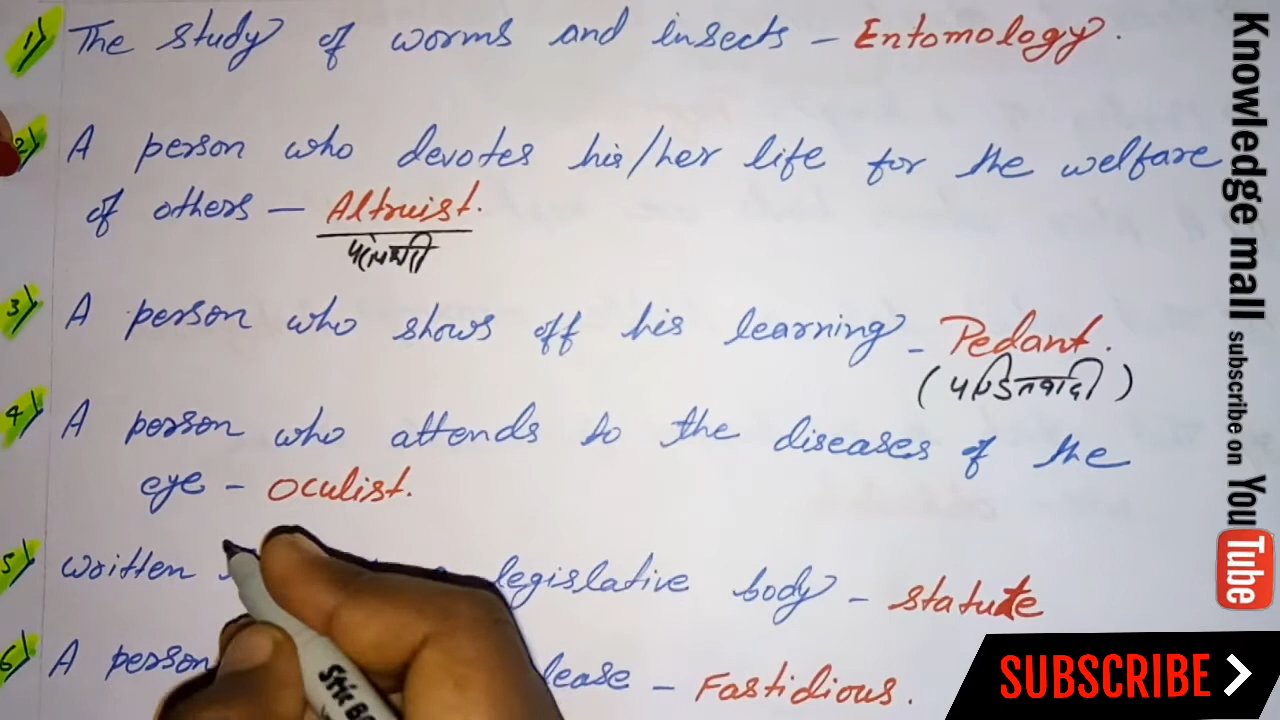 1) The study of worms and insects – Entomology.
2) A person who devotes his/her life for the welfare
of others – Altruist.
परोपकारी
3) A person who shows off his learning – Pedant.
(पण्डितवादी)
4) A person who attends to the diseases of the
eye – oculist.
5) written legislative body – statute
6) A person lease – Fastidious.
Knowledge mall subscribe on YouTube
SUBSCRIBE